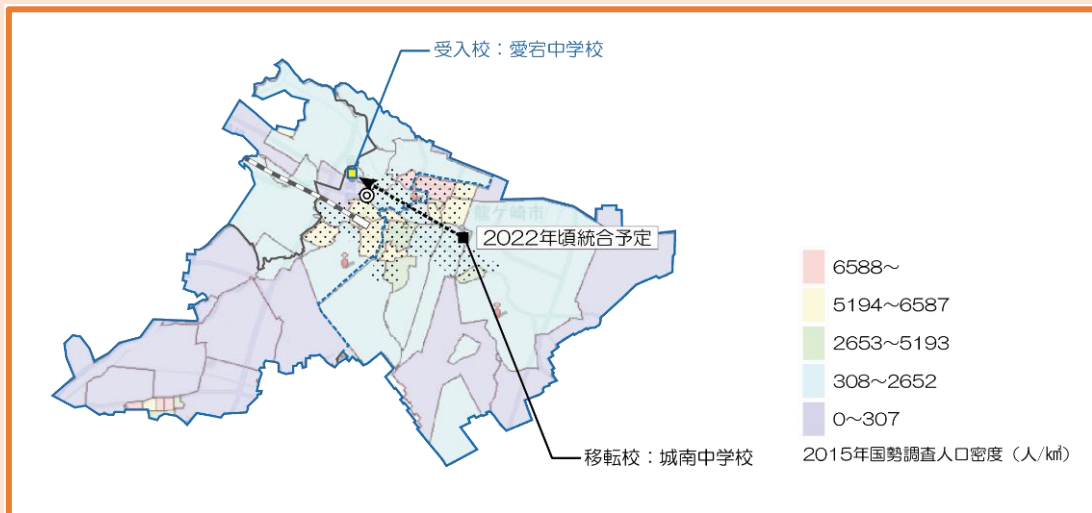 受入校：愛宕中学校
龍ケ崎市
2022年頃統合予定
6588～
5194～6587
2653～5193
308～2652
0～307
移転校：城南中学校
2015年国勢調査人口密度（人/㎢）